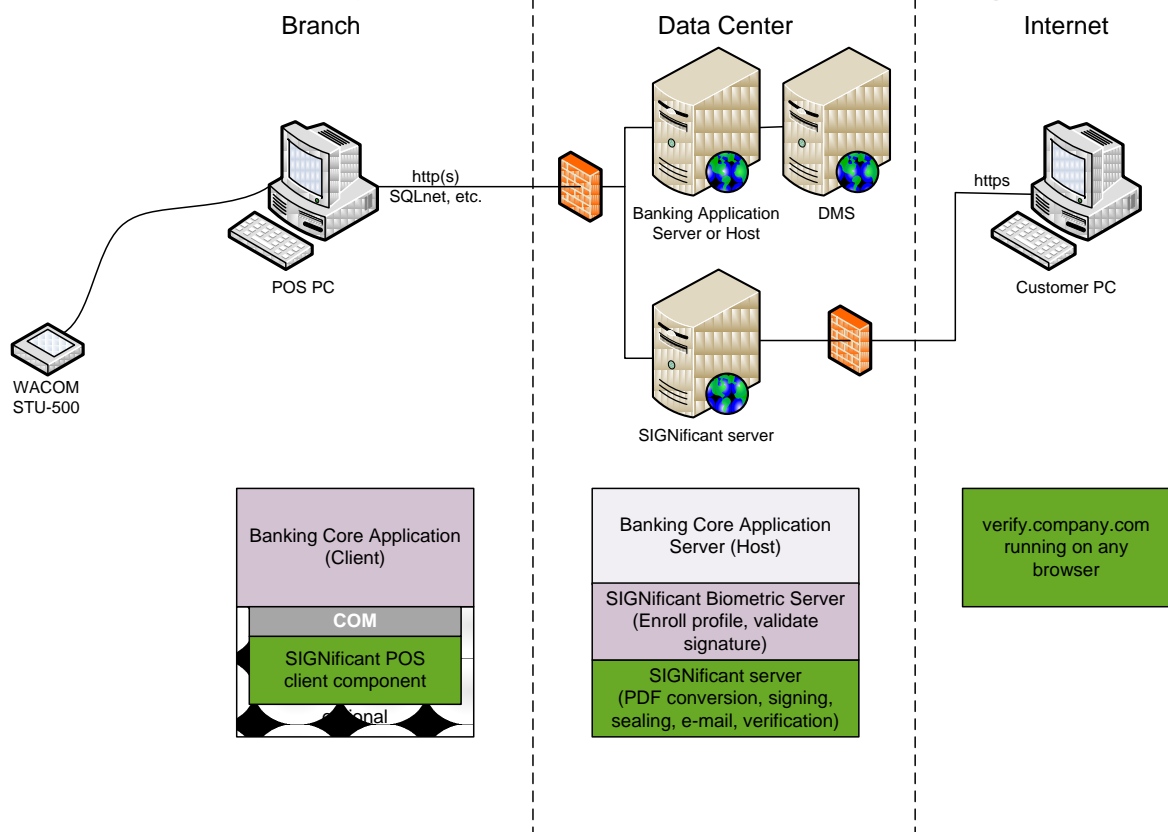 Branch
Data Center
Internet
http(s)
SQLnet, etc.
https
Banking Application
Server or Host
DMS
POS PC
Customer PC
WACOM
STU-500
SIGNificant server
Banking Core Application
(Client)
COM
SIGNificant POS
client component
Banking Core Application
Server (Host)
SIGNificant Biometric Server
(Enroll profile, validate
signature)
SIGNificant server
(PDF conversion, signing,
sealing, e-mail, verification)
verify.company.com
running on any
browser